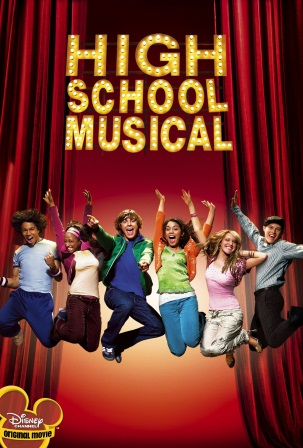 HIGH
SCHOOL
MUSICAL
Disney
CHANNEL
original movie